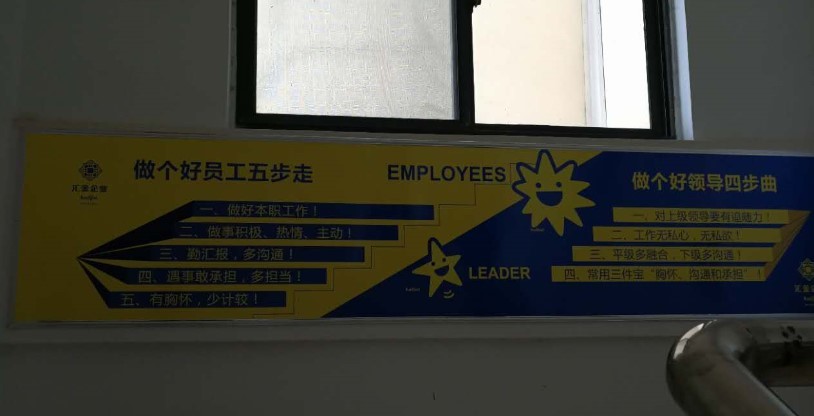 做个好员工五步走
EMPLOYEES
一、做好本职工作！
二、做事积极、热情、主动！
三、勤汇报，多沟通！
四、遇事敢承担，多担当！
五、有胸怀，少计较！
LEADER
做个好领导四步曲
一、对上级领导要有追随力！
二、工作无私心，无私欲！
三、平级多融合，下级多沟通！
四、常用三件宝“胸怀、沟通和承担”！